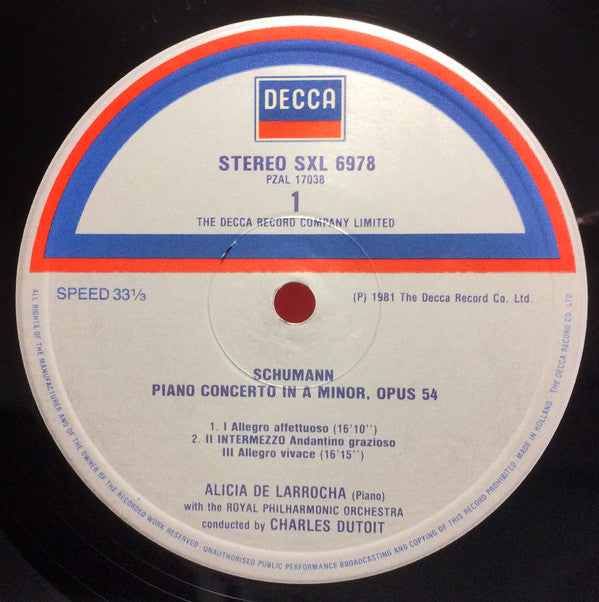 DECCA
STEREO SXL 6978
PZAL 17038
1
THE DECCA RECORD COMPANY LIMITED
SPEED 33⅓
(P) 1981 The Decca Record Co. Ltd.
SCHUMANN
PIANO CONCERTO IN A MINOR, OPUS 54
1. I Allegro affettuoso (16'10'')
2. II INTERMEZZO Andantino grazioso
III Allegro vivace (16'15'')
ALICIA DE LARROCHA (Piano)
with the ROYAL PHILHARMONIC ORCHESTRA
conducted by CHARLES DUTOIT
ALL RIGHTS OF THE MANUFACTURER AND OF THE OWNER OF THE RECORDED WORK RESERVED. UNAUTHORISED PUBLIC PERFORMANCE BROADCASTING AND COPYING OF THIS RECORD PROHIBITED. MADE IN HOLLAND - THE DECCA RECORD CO. LTD.